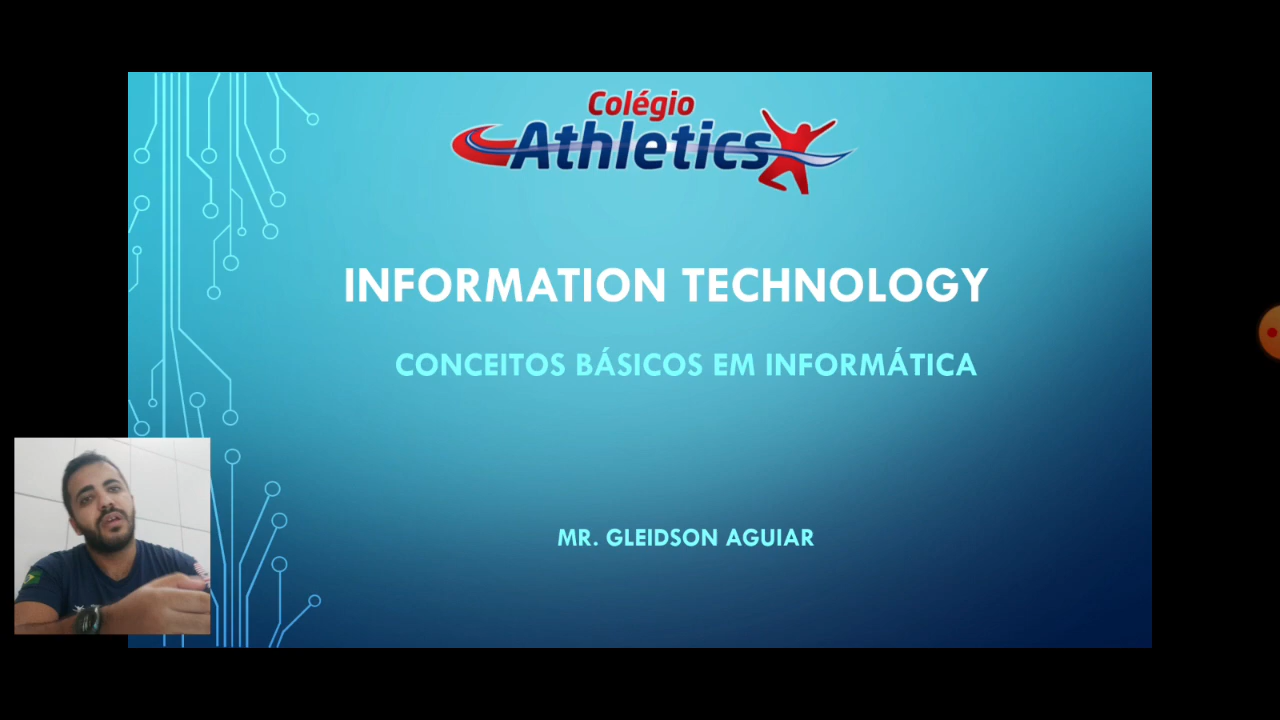 Colégio
Athletics
INFORMATION TECHNOLOGY
CONCEITOS BÁSICOS EM INFORMÁTICA
MR. GLEIDSON AGUIAR